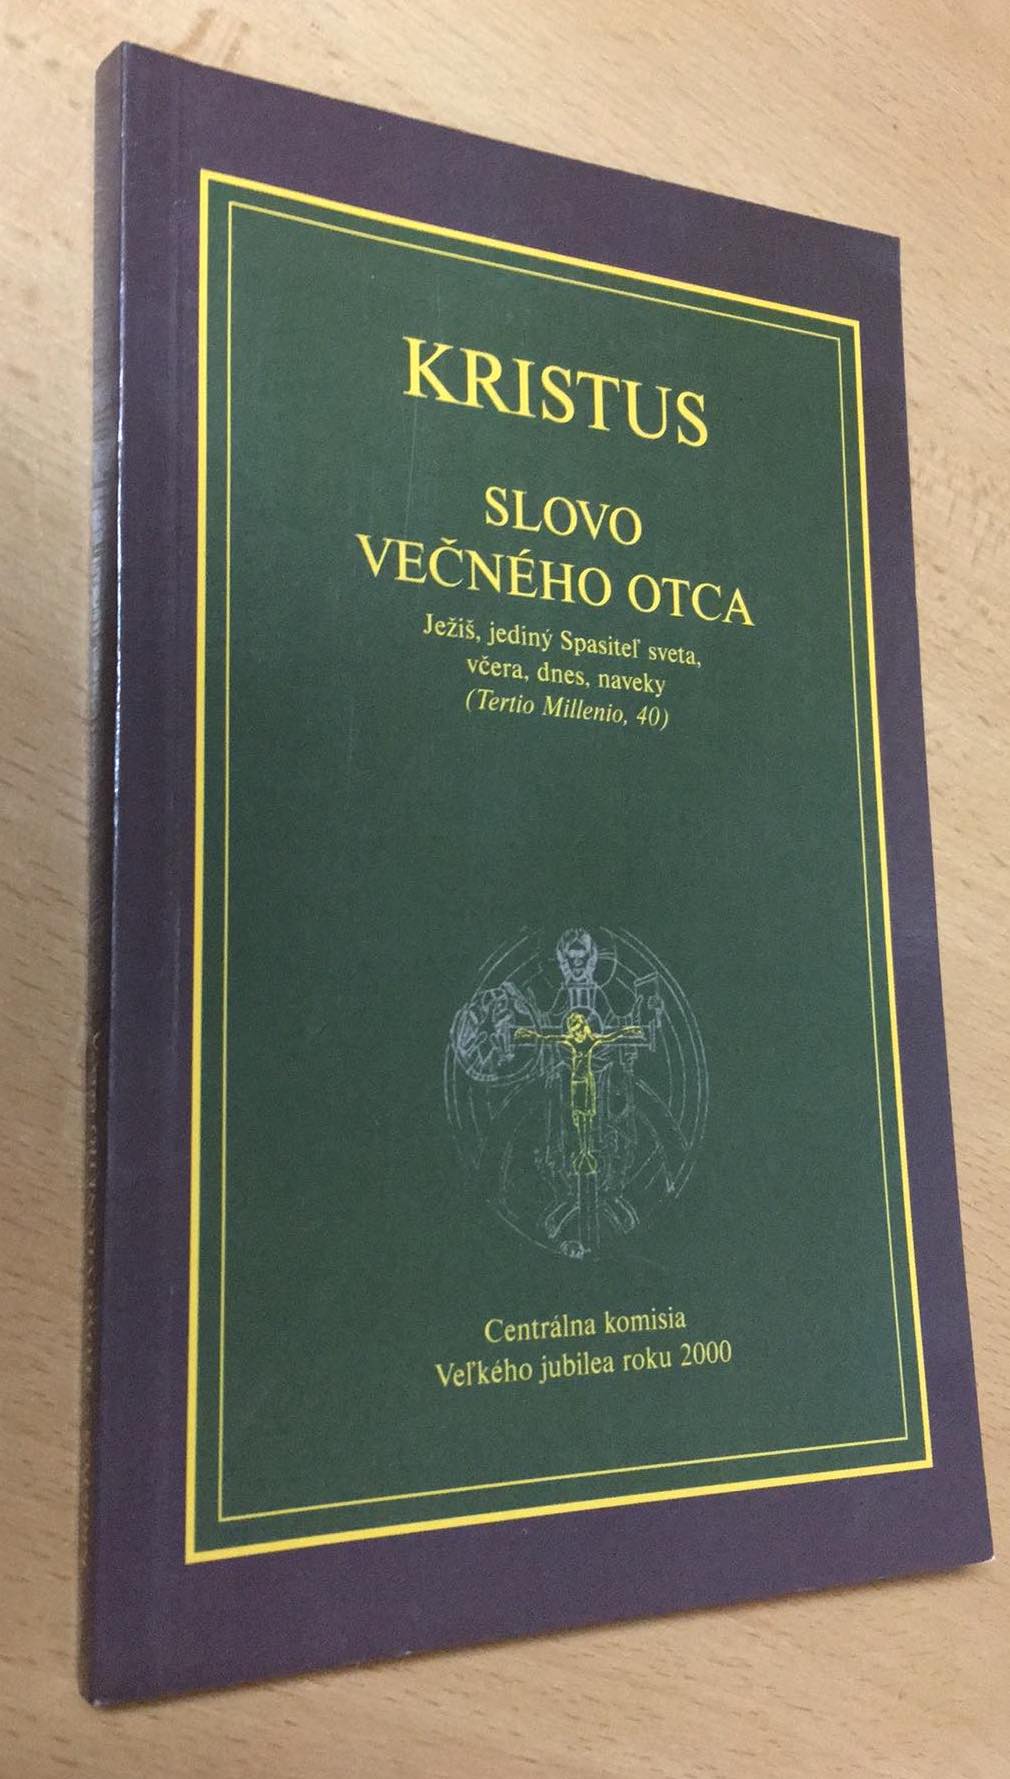 KRISTUS
SLOVO
VEČNÉHO OTCA
Ježiš, jediný Spasiteľ sveta,
včera, dnes, naveky
(Tertio Millenio, 40)
Centrálna komisia
Veľkého jubilea roku 2000